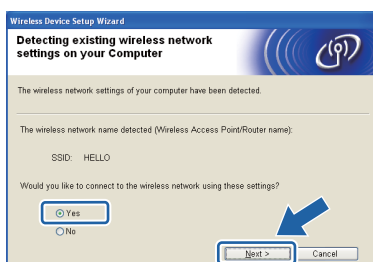 Wireless Device Setup Wizard
Detecting existing wireless network
settings on your Computer
The wireless network settings of your computer have been detected.
The wireless network name detected (Wireless Access Point/Router name):
SSID: HELLO
Would you like to connect to the wireless network using these settings?
Yes
No
Next > Cancel